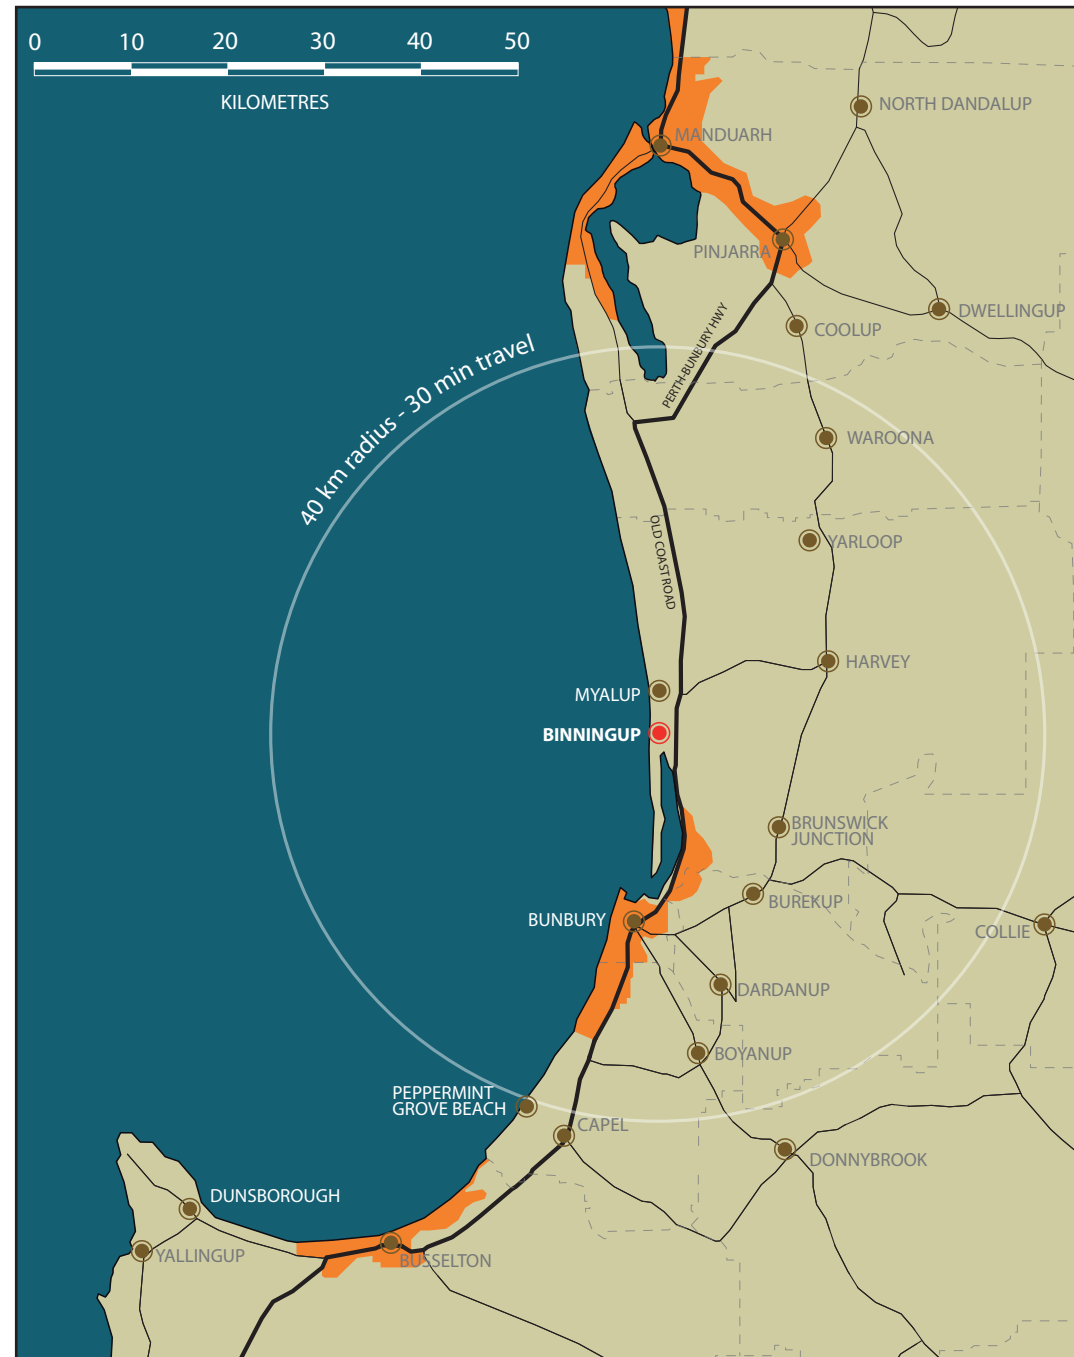 0 10 20 30 40 50
KILOMETRES
NORTH DANDALUP
MANDUARH
PINJARRA
DWELLINGUP
COOLUP
PERTH-BUNBURY HWY
40 km radius - 30 min travel
WAROONA
OLD COAST ROAD
YARLOOP
HARVEY
MYALUP
BINNINGUP
BRUNSWICK
JUNCTION
BUREKUP
BUNBURY
COLLIE
DARDANUP
BOYANUP
PEPPERMINT
GROVE BEACH
CAPEL
DONNYBROOK
DUNSBOROUGH
YALLINGUP
BUSSELTON